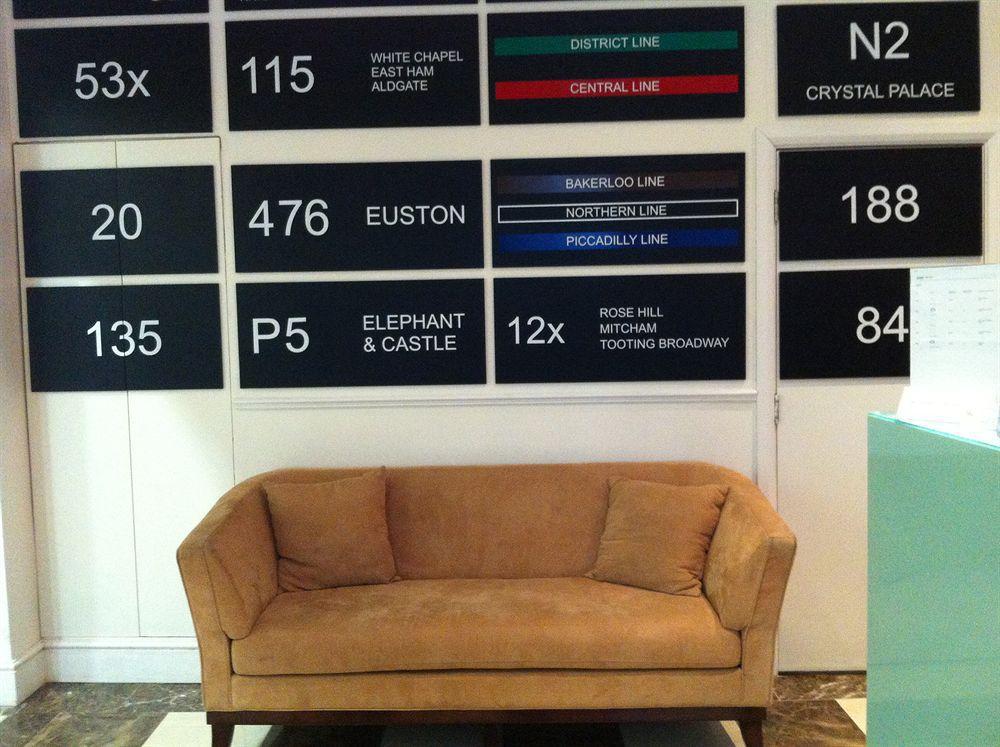 53x
115
WHITE CHAPEL
EAST HAM
ALDGATE
DISTRICT LINE
CENTRAL LINE
N2
CRYSTAL PALACE
20
476
EUSTON
BAKERLOO LINE
NORTHERN LINE
PICCADILLY LINE
188
135
P5
ELEPHANT
& CASTLE
12x
ROSE HILL
MITCHAM
TOOTING BROADWAY
84